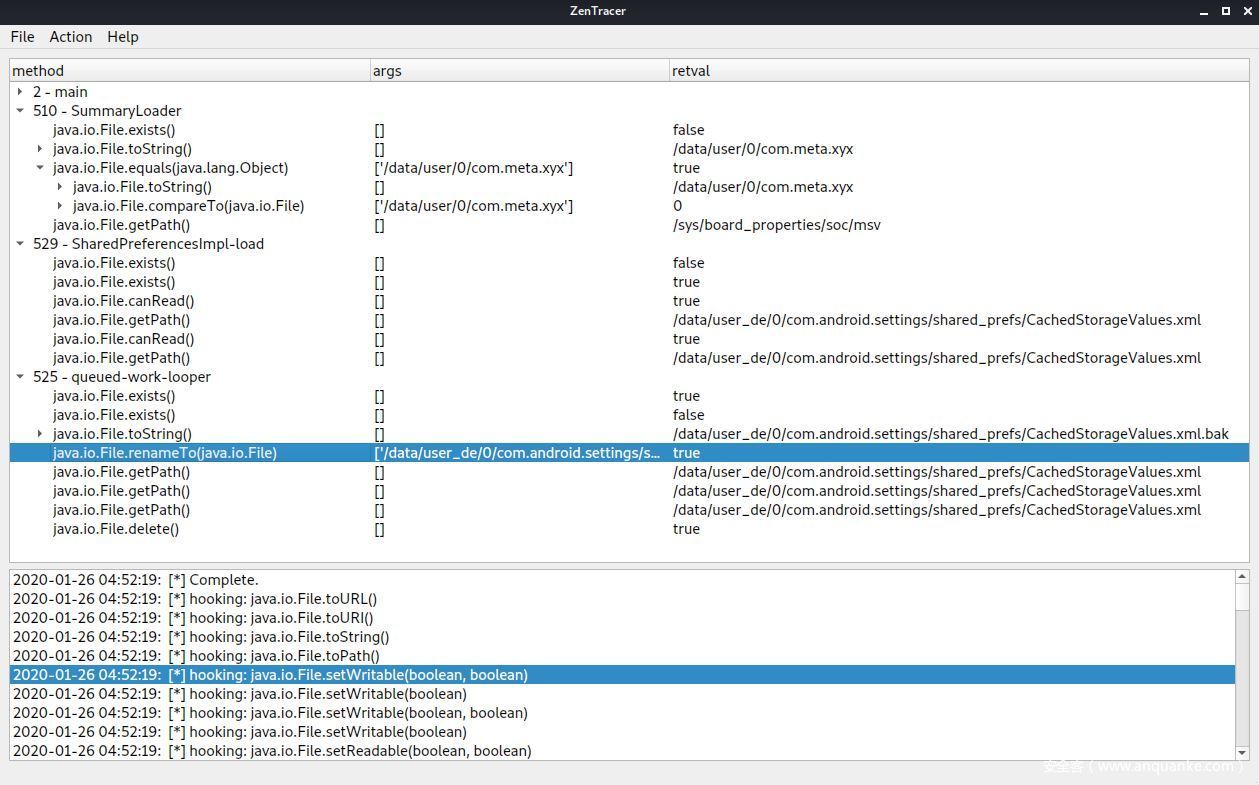 ZenTracer
File Action Help
method args retval
2 - main
510 - SummaryLoader
java.io.File.exists() [] false
java.io.File.toString() [] /data/user/0/com.meta.xyx
java.io.File.equals(java.lang.Object) ['/data/user/0/com.meta.xyx'] true
java.io.File.toString() [] /data/user/0/com.meta.xyx
java.io.File.compareTo(java.io.File) ['/data/user/0/com.meta.xyx'] 0
java.io.File.getPath() [] /sys/board_properties/soc/msv
529 - SharedPreferencesImpl-load
java.io.File.exists() [] false
java.io.File.exists() [] true
java.io.File.canRead() [] true
java.io.File.getPath() [] /data/user_de/0/com.android.settings/shared_prefs/CachedStorageValues.xml
java.io.File.canRead() [] true
java.io.File.getPath() [] /data/user_de/0/com.android.settings/shared_prefs/CachedStorageValues.xml
525 - queued-work-looper
java.io.File.exists() [] true
java.io.File.exists() [] false
java.io.File.toString() [] /data/user_de/0/com.android.settings/shared_prefs/CachedStorageValues.xml.bak
java.io.File.renameTo(java.io.File) ['/data/user_de/0/com.android.settings/s... true
java.io.File.getPath() [] /data/user_de/0/com.android.settings/shared_prefs/CachedStorageValues.xml
java.io.File.getPath() [] /data/user_de/0/com.android.settings/shared_prefs/CachedStorageValues.xml
java.io.File.getPath() [] /data/user_de/0/com.android.settings/shared_prefs/CachedStorageValues.xml
java.io.File.delete() [] true
2020-01-26 04:52:19: [*] Complete.
2020-01-26 04:52:19: [*] hooking: java.io.File.toURL()
2020-01-26 04:52:19: [*] hooking: java.io.File.toURI()
2020-01-26 04:52:19: [*] hooking: java.io.File.toString()
2020-01-26 04:52:19: [*] hooking: java.io.File.toPath()
2020-01-26 04:52:19: [*] hooking: java.io.File.setWritable(boolean, boolean)
2020-01-26 04:52:19: [*] hooking: java.io.File.setWritable(boolean)
2020-01-26 04:52:19: [*] hooking: java.io.File.setWritable(boolean, boolean)
2020-01-26 04:52:19: [*] hooking: java.io.File.setWritable(boolean)
2020-01-26 04:52:19: [*] hooking: java.io.File.setReadable(boolean, boolean)
安全客（www.anquanke.com）